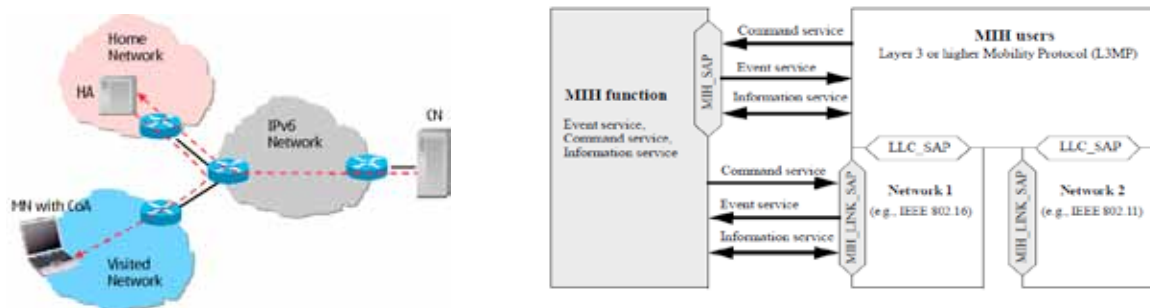 Home
Network
HA
IPv6
Network
CN
MN with CoA
Visited
Network
MIH function
Event service,
Command service,
Information service
MIH_SAP
Command service
Event service
Information service
Command service
Event service
Information service
MIH users
Layer 3 or higher Mobility Protocol (L3MP)
LLC_SAP
LLC_SAP
MIH_LINK_SAP
Network 1
(e.g., IEEE 802.16)
MIH_LINK_SAP
Network 2
(e.g., IEEE 802.11)